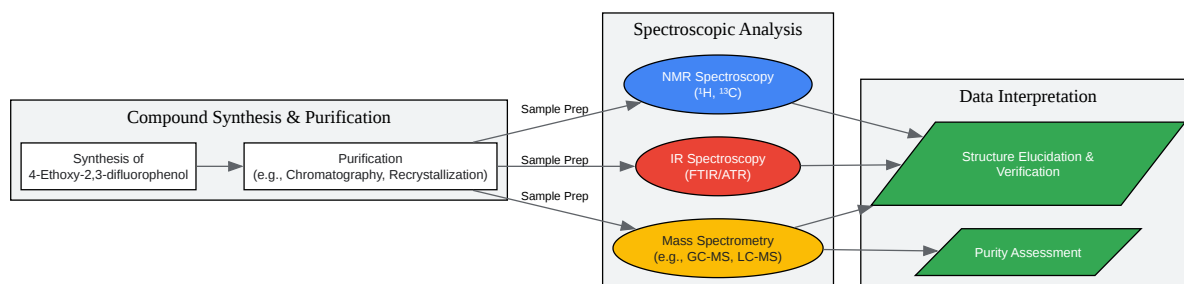 Compound Synthesis & Purification
Synthesis of
4-Ethoxy-2,3-difluorophenol
Purification
(e.g., Chromatography, Recrystallization)
Sample Prep
Sample Prep
Sample Prep
Spectroscopic Analysis
NMR Spectroscopy
(¹H, ¹³C)
IR Spectroscopy
(FTIR/ATR)
Mass Spectrometry
(e.g., GC-MS, LC-MS)
Data Interpretation
Structure Elucidation &
Verification
Purity Assessment